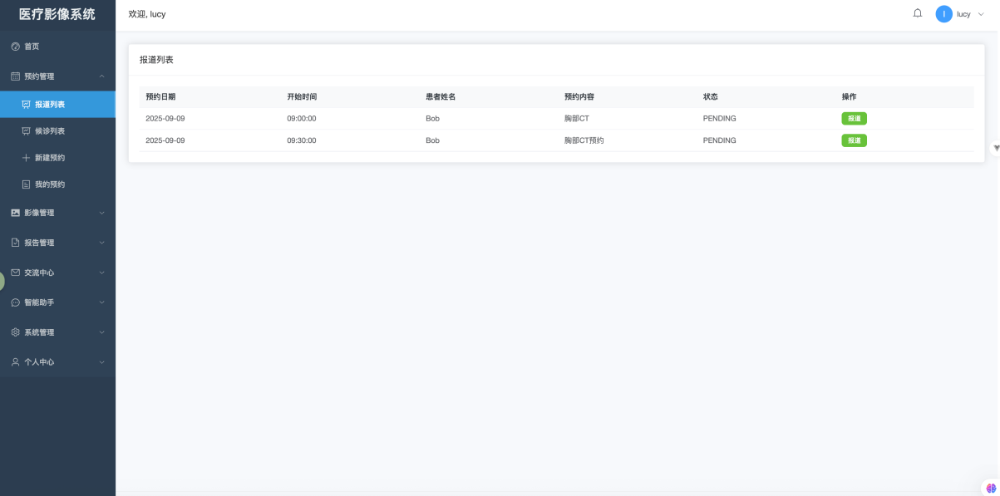 医疗影像系统
欢迎, lucy
l
lucy
首页
预约管理
报道列表
候诊列表
新建预约
我的预约
影像管理
报告管理
交流中心
智能助手
系统管理
个人中心
报道列表
预约日期 开始时间 患者姓名 预约内容 状态 操作
2025-09-09 09:00:00 Bob 胸部CT PENDING 报道
2025-09-09 09:30:00 Bob 胸部CT预约 PENDING 报道